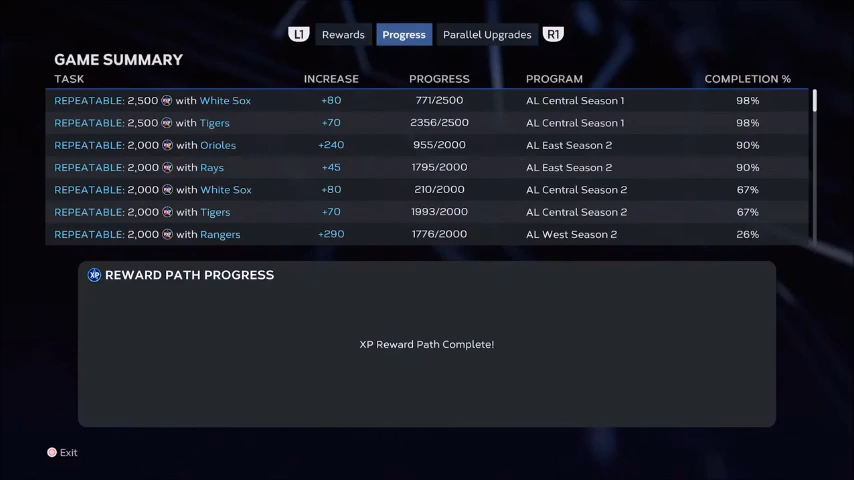 L1 Rewards Progress Parallel Upgrades R1
GAME SUMMARY
TASK INCREASE PROGRESS PROGRAM COMPLETION %
REPEATABLE: 2,500 with White Sox +80 771/2500 AL Central Season 1 98%
REPEATABLE: 2,500 with Tigers +70 2356/2500 AL Central Season 1 98%
REPEATABLE: 2,000 with Orioles +240 955/2000 AL East Season 2 90%
REPEATABLE: 2,000 with Rays +45 1795/2000 AL East Season 2 90%
REPEATABLE: 2,000 with White Sox +80 210/2000 AL Central Season 2 67%
REPEATABLE: 2,000 with Tigers +70 1993/2000 AL Central Season 2 67%
REPEATABLE: 2,000 with Rangers +290 1776/2000 AL West Season 2 26%
XP REWARD PATH PROGRESS
XP Reward Path Complete!
Exit